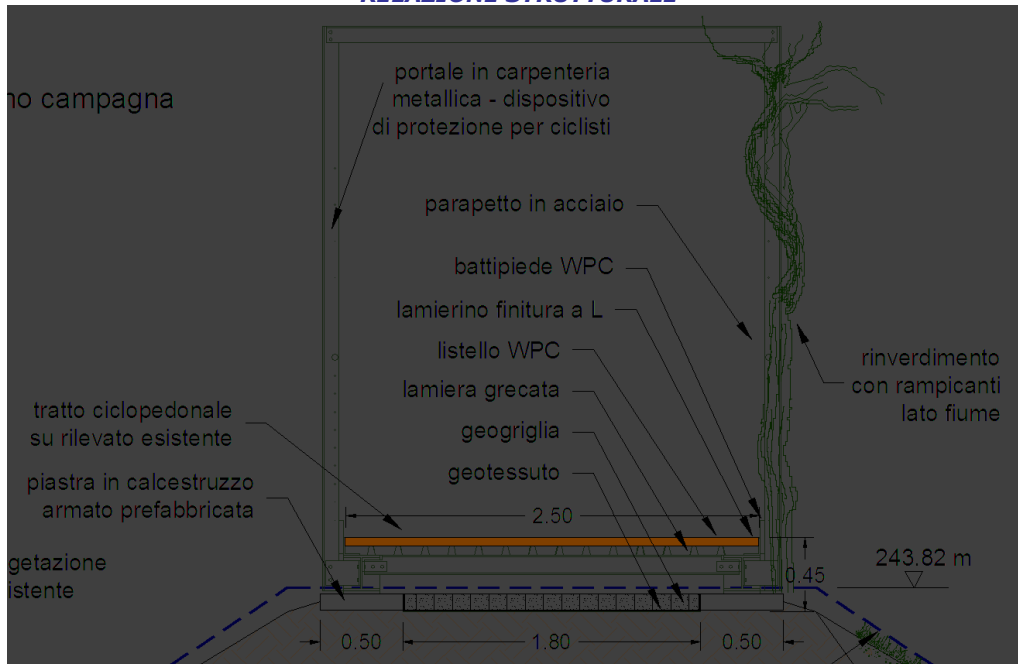 RELAZIONE STRUTTURALE
portale in carpenteria
metallica - dispositivo
di protezione per ciclisti
no campagna
parapetto in acciaio
battipiede WPC
lamierino finitura a L
listello WPC
lamiera grecata
geogriglia
geotessuto
rinverdimento
con rampicanti
lato fiume
tratto ciclopedonale
su rilevato esistente
piastra in calcestruzzo
armato prefabbricata
2.50
getazione
istente
243.82 m
0.45
0.50
1.80
0.50